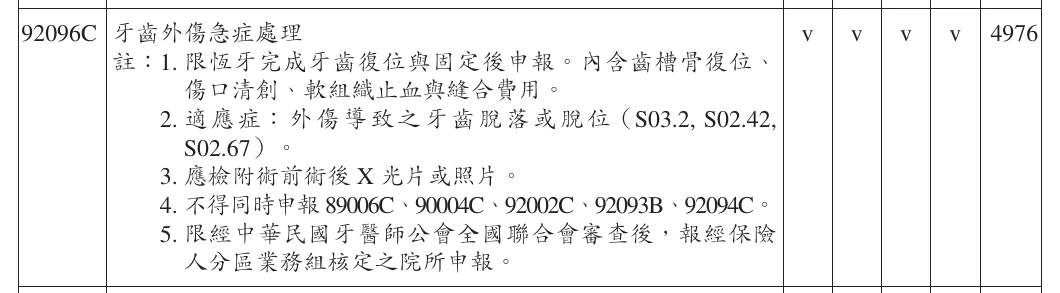 92096C 牙齒外傷急症處理 v v v v 4976
註：1. 限恆牙完成牙齒復位與固定後申報。內含齒槽骨復位、
傷口清創、軟組織止血與縫合費用。
2. 適應症：外傷導致之牙齒脫落或脫位（S03.2, S02.42,
S02.67）。
3. 應檢附術前術後 X 光片或照片。
4. 不得同時申報 89006C、90004C、92002C、92093B、92094C。
5. 限經中華民國牙醫師公會全國聯合會審查後，報經保險
人分區業務組核定之院所申報。